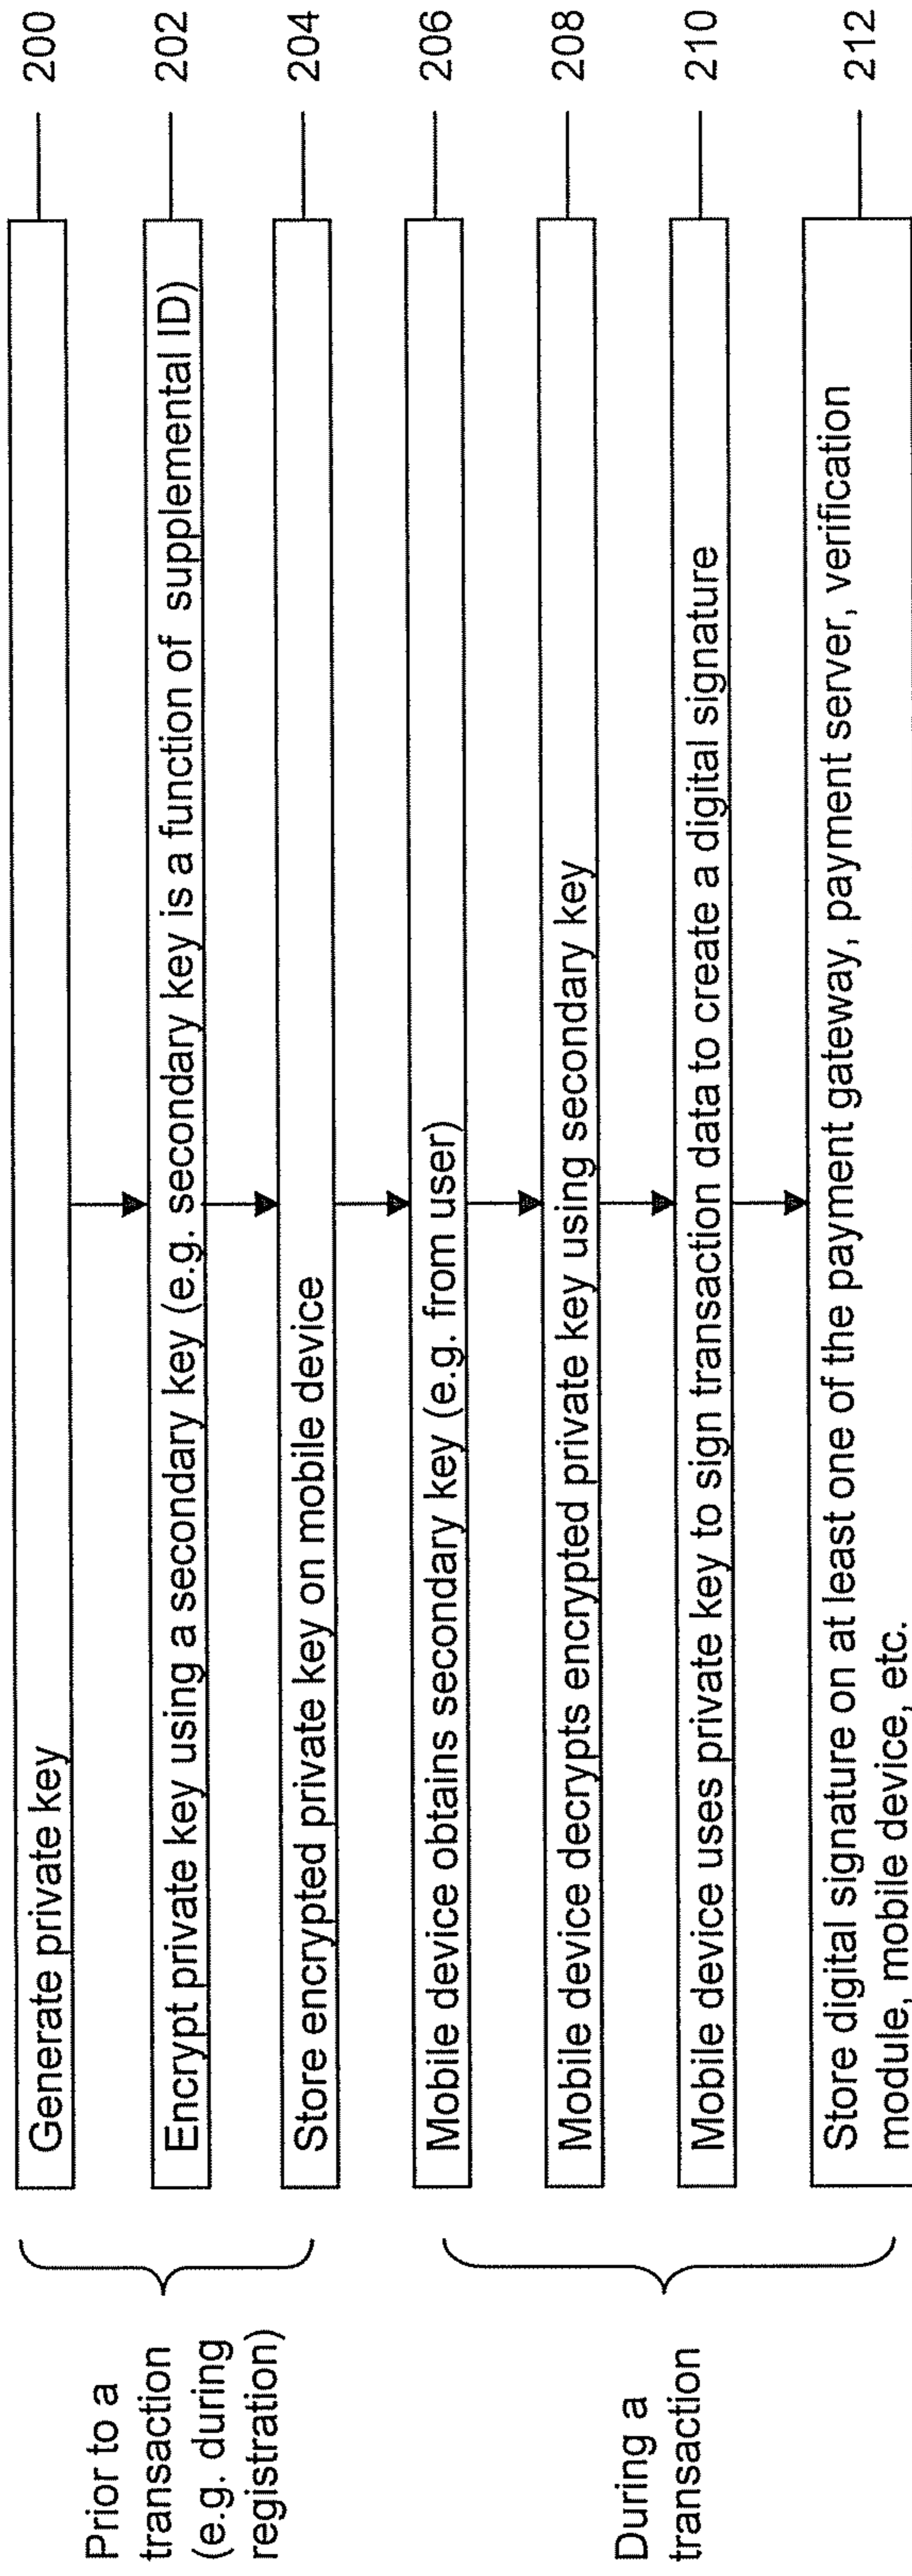 Prior to a
transaction
(e.g. during
registration)
Generate private key
200
Encrypt private key using a secondary key (e.g. secondary key is a function of supplemental ID)
202
Store encrypted private key on mobile device
204
During a
transaction
Mobile device obtains secondary key (e.g. from user)
206
Mobile device decrypts encrypted private key using secondary key
208
Mobile device uses private key to sign transaction data to create a digital signature
210
Store digital signature on at least one of the payment gateway, payment server, verification
module, mobile device, etc.
212